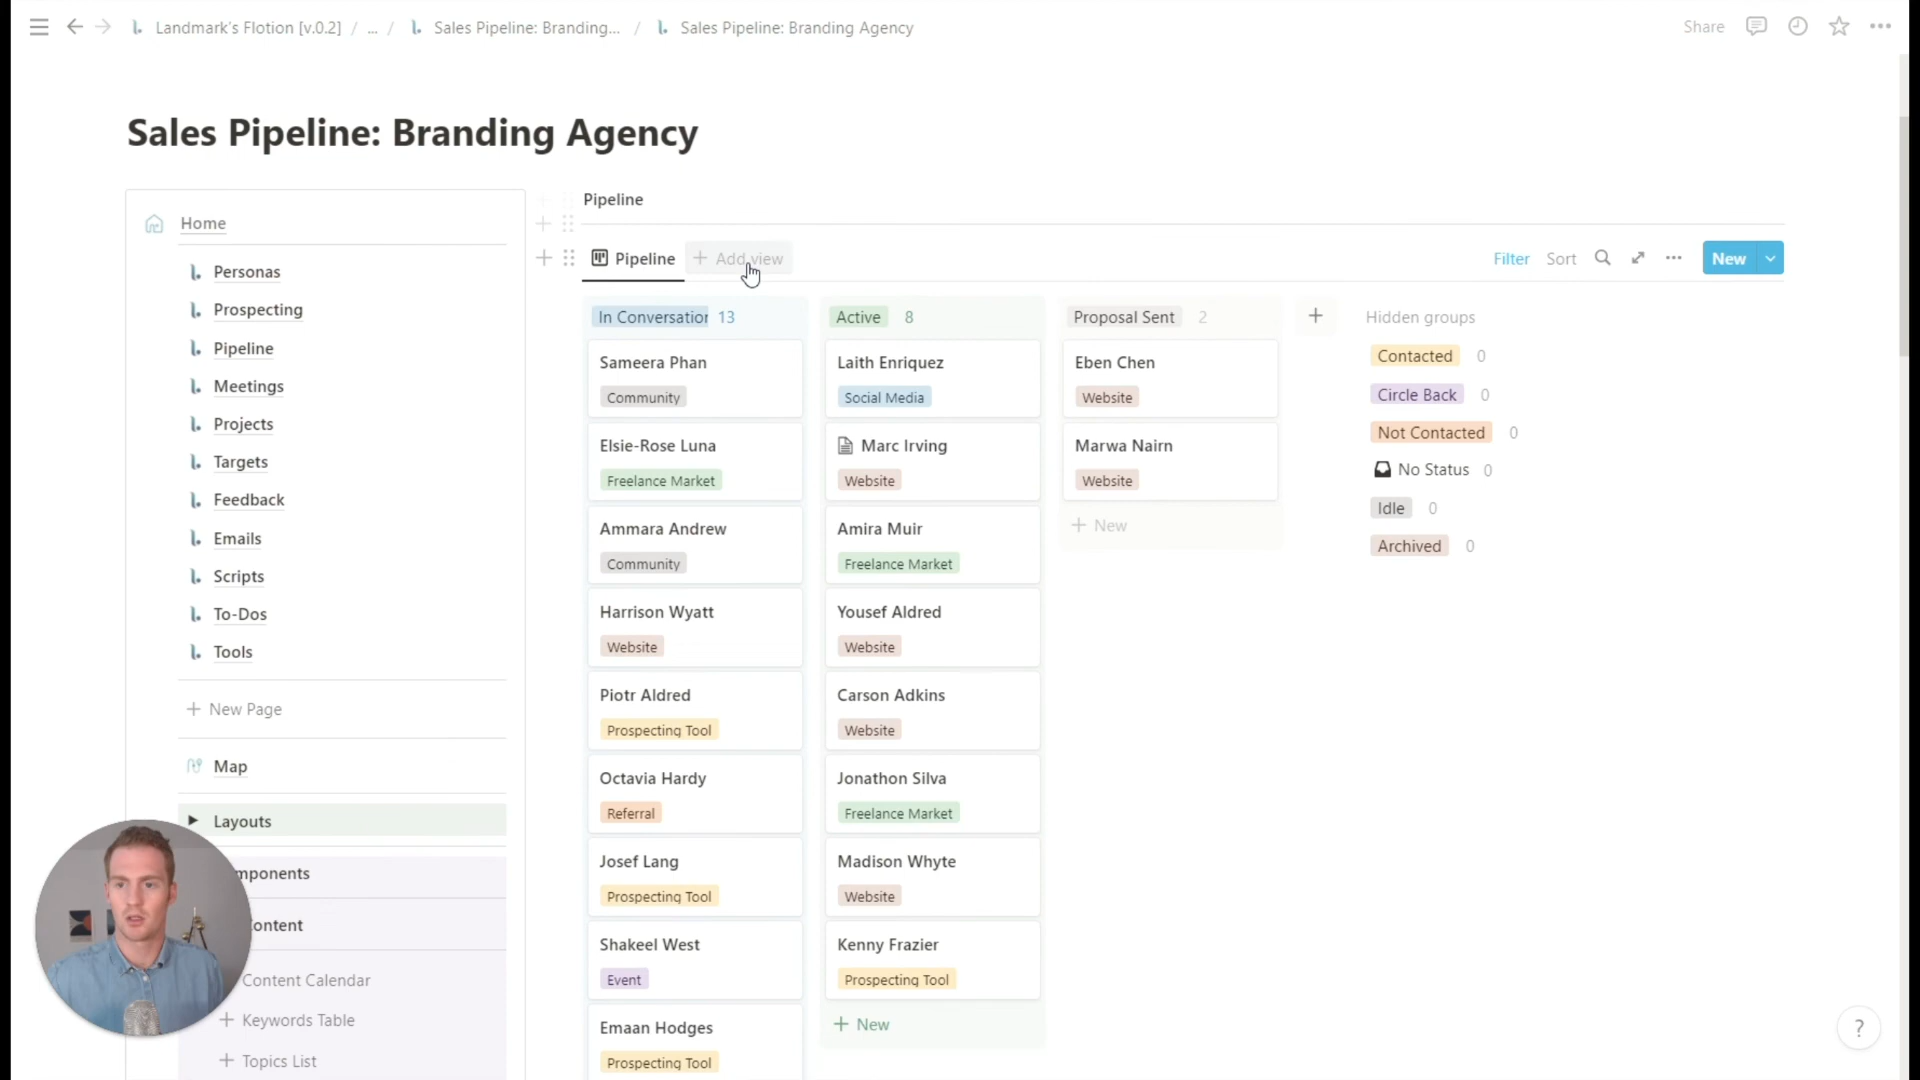 Landmark's Flotion [v.0.2] / ... / Sales Pipeline: Branding... / Sales Pipeline: Branding Agency
Share
Sales Pipeline: Branding Agency
Home
Personas
Prospecting
Pipeline
Meetings
Projects
Targets
Feedback
Emails
Scripts
To-Dos
Tools
+ New Page
Map
Layouts
mponents
ontent
Content Calendar
+ Keywords Table
+ Topics List
Pipeline
Pipeline
+ Add view
Filter
Sort
New
In Conversation 13
Sameera Phan
Community
Elsie-Rose Luna
Freelance Market
Ammara Andrew
Community
Harrison Wyatt
Website
Piotr Aldred
Prospecting Tool
Octavia Hardy
Referral
Josef Lang
Prospecting Tool
Shakeel West
Event
Emaan Hodges
Prospecting Tool
Active 8
Laith Enriquez
Social Media
Marc Irving
Website
Amira Muir
Freelance Market
Yousef Aldred
Website
Carson Adkins
Website
Jonathon Silva
Freelance Market
Madison Whyte
Website
Kenny Frazier
Prospecting Tool
+ New
Proposal Sent 2
Eben Chen
Website
Marwa Nairn
Website
+ New
Hidden groups
Contacted 0
Circle Back 0
Not Contacted 0
No Status 0
Idle 0
Archived 0
?